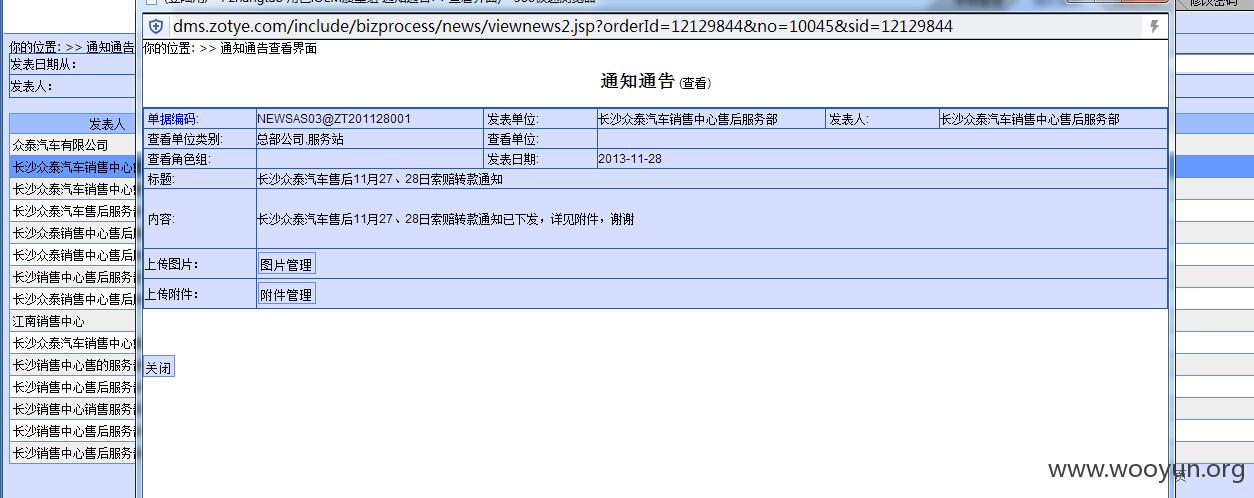 dms.zotye.com/include/bizprocess/news/viewnews2.jsp?orderId=12129844&no=10045&sid=12129844
修改密码
你的位置: >> 通知通告
发表日期从:
发表人:
发表人
众泰汽车有限公司
长沙众泰汽车销售中心
长沙众泰汽车销售中心
长沙众泰汽车售后服务
长沙众泰销售中心售后
长沙众泰销售中心售后
长沙销售中心售后服务
长沙众泰销售中心售后
江南销售中心
长沙众泰汽车销售中心
长沙销售中心售的服务
长沙销售中心售后服务
长沙销售中心销售服务
长沙销售中心售后服务
长沙销售中心售后服务
你的位置: >> 通知通告查看界面
通知通告(查看)
单据编码: NEWSAS03@ZT201128001 发表单位: 长沙众泰汽车销售中心售后服务部 发表人: 长沙众泰汽车销售中心售后服务部
查看单位类别: 总部公司,服务站 查看单位:
查看角色组: 发表日期: 2013-11-28
标题: 长沙众泰汽车售后11月27、28日索赔转款通知
内容: 长沙众泰汽车售后11月27、28日索赔转款通知已下发，详见附件，谢谢
上传图片: 图片管理
上传附件: 附件管理
关闭
www.wooyun.org